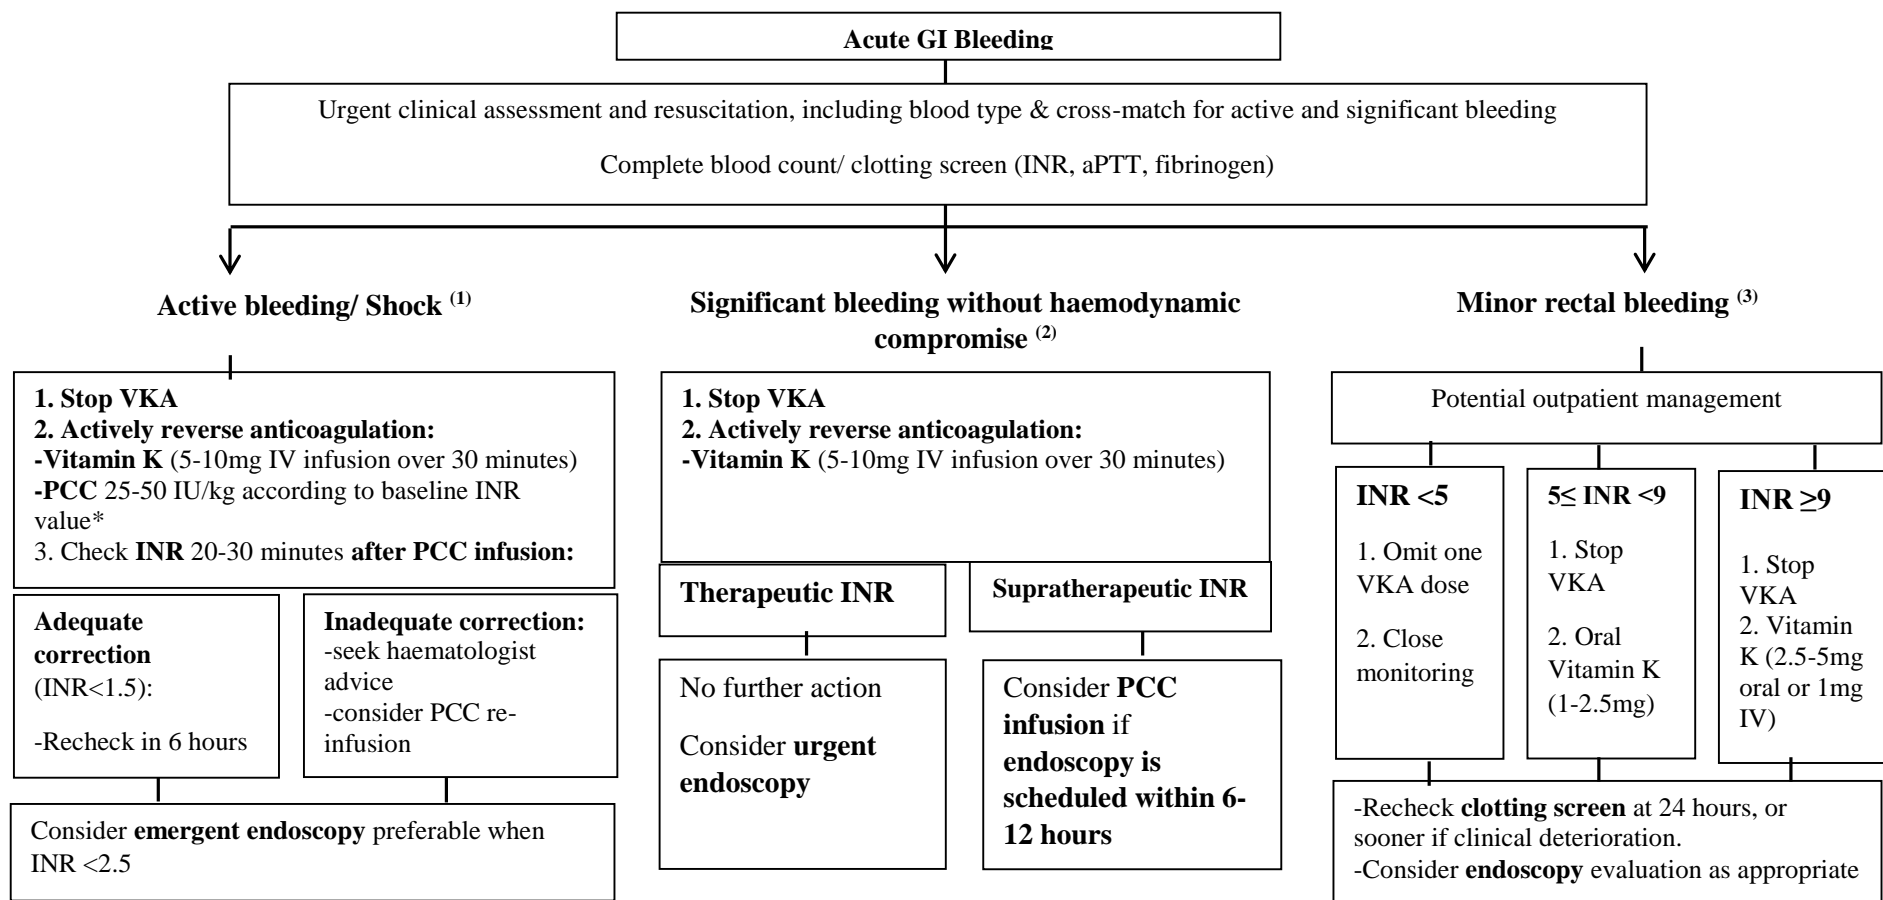 Acute GI Bleeding
Urgent clinical assessment and resuscitation, including blood type & cross-match for active and significant bleeding
Complete blood count/ clotting screen (INR, aPTT, fibrinogen)
Active bleeding/ Shock (1)
1. Stop VKA
2. Actively reverse anticoagulation:
-Vitamin K (5-10mg IV infusion over 30 minutes)
-PCC 25-50 IU/kg according to baseline INR
value*
3. Check INR 20-30 minutes after PCC infusion:
Adequate
correction
(INR<1.5):
-Recheck in 6 hours
Inadequate correction:
-seek haematologist
advice
-consider PCC re-
infusion
Consider emergent endoscopy preferable when
INR <2.5
Significant bleeding without haemodynamic
compromise (2)
1. Stop VKA
2. Actively reverse anticoagulation:
-Vitamin K (5-10mg IV infusion over 30 minutes)
Therapeutic INR
No further action
Consider urgent
endoscopy
Supratherapeutic INR
Consider PCC
infusion if
endoscopy is
scheduled within 6-
12 hours
Minor rectal bleeding (3)
Potential outpatient management
INR <5
1. Omit one
VKA dose
2. Close
monitoring
5≤ INR <9
1. Stop
VKA
2. Oral
Vitamin K
(1-2.5mg)
INR ≥9
1. Stop
VKA
2. Vitamin
K (2.5-5mg
oral or 1mg
IV)
-Recheck clotting screen at 24 hours, or
sooner if clinical deterioration.
-Consider endoscopy evaluation as appropriate